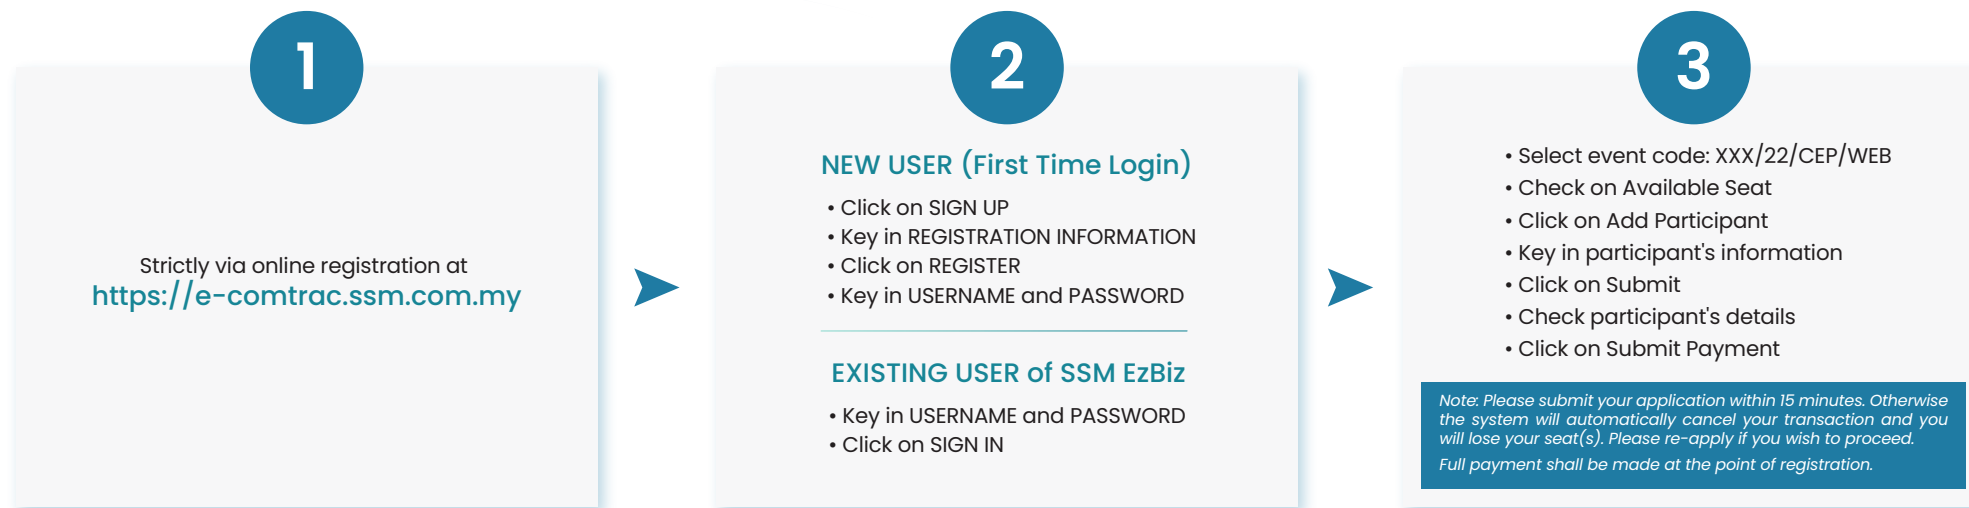 1
Strictly via online registration at
https://e-comtrac.ssm.com.my
2
NEW USER (First Time Login)
• Click on SIGN UP
• Key in REGISTRATION INFORMATION
• Click on REGISTER
• Key in USERNAME and PASSWORD
EXISTING USER of SSM EzBiz
• Key in USERNAME and PASSWORD
• Click on SIGN IN
3
• Select event code: XXX/22/CEP/WEB
• Check on Available Seat
• Click on Add Participant
• Key in participant's information
• Click on Submit
• Check participant's details
• Click on Submit Payment
Note: Please submit your application within 15 minutes. Otherwise
the system will automatically cancel your transaction and you
will lose your seat(s). Please re-apply if you wish to proceed.
Full payment shall be made at the point of registration.